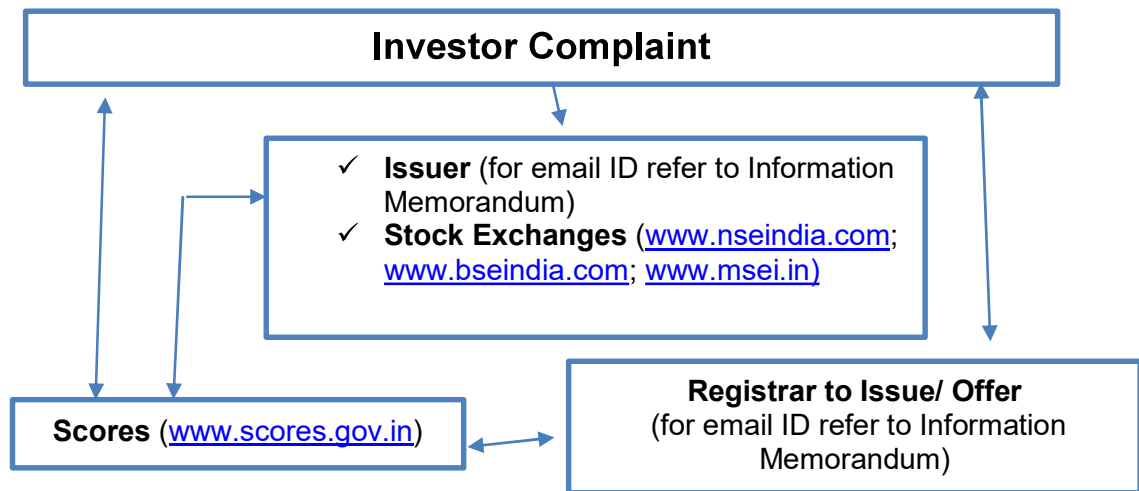 Investor Complaint
✓ Issuer (for email ID refer to Information
Memorandum)
✓ Stock Exchanges (www.nseindia.com;
www.bseindia.com; www.msei.in)
Registrar to Issue/ Offer
(for email ID refer to Information
Memorandum)
Scores (www.scores.gov.in)